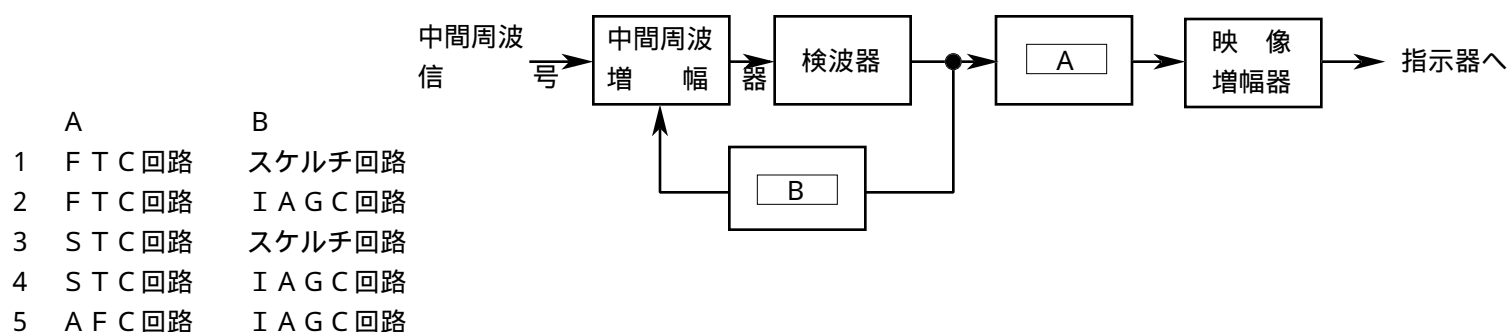 中間周波
信　　　号
中間周波
増　　幅　　器
検波器
A
映　像
増幅器
指示器へ
B
A　B
1　ＦＴＣ回路　スケルチ回路
2　ＦＴＣ回路　ＩＡＧＣ回路
3　ＳＴＣ回路　スケルチ回路
4　ＳＴＣ回路　ＩＡＧＣ回路
5　ＡＦＣ回路　ＩＡＧＣ回路